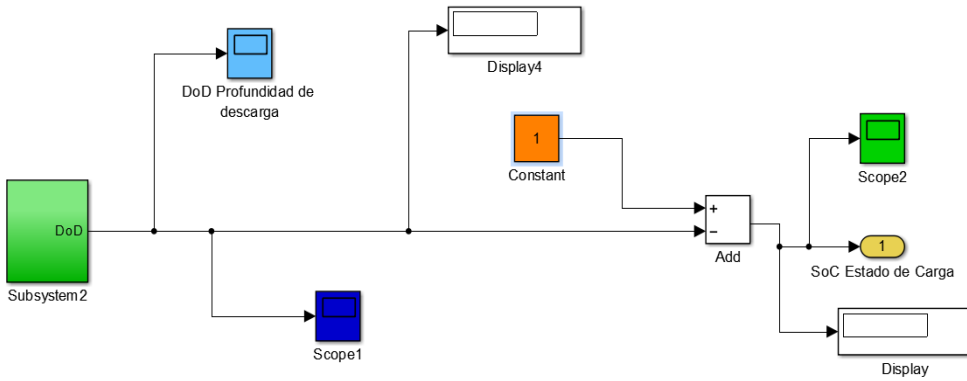 DoD Profundidad de
descarga
Display4
1
Constant
Scope2
DoD
Subsystem2
+
−
Add
1
SoC Estado de Carga
Scope1
Display